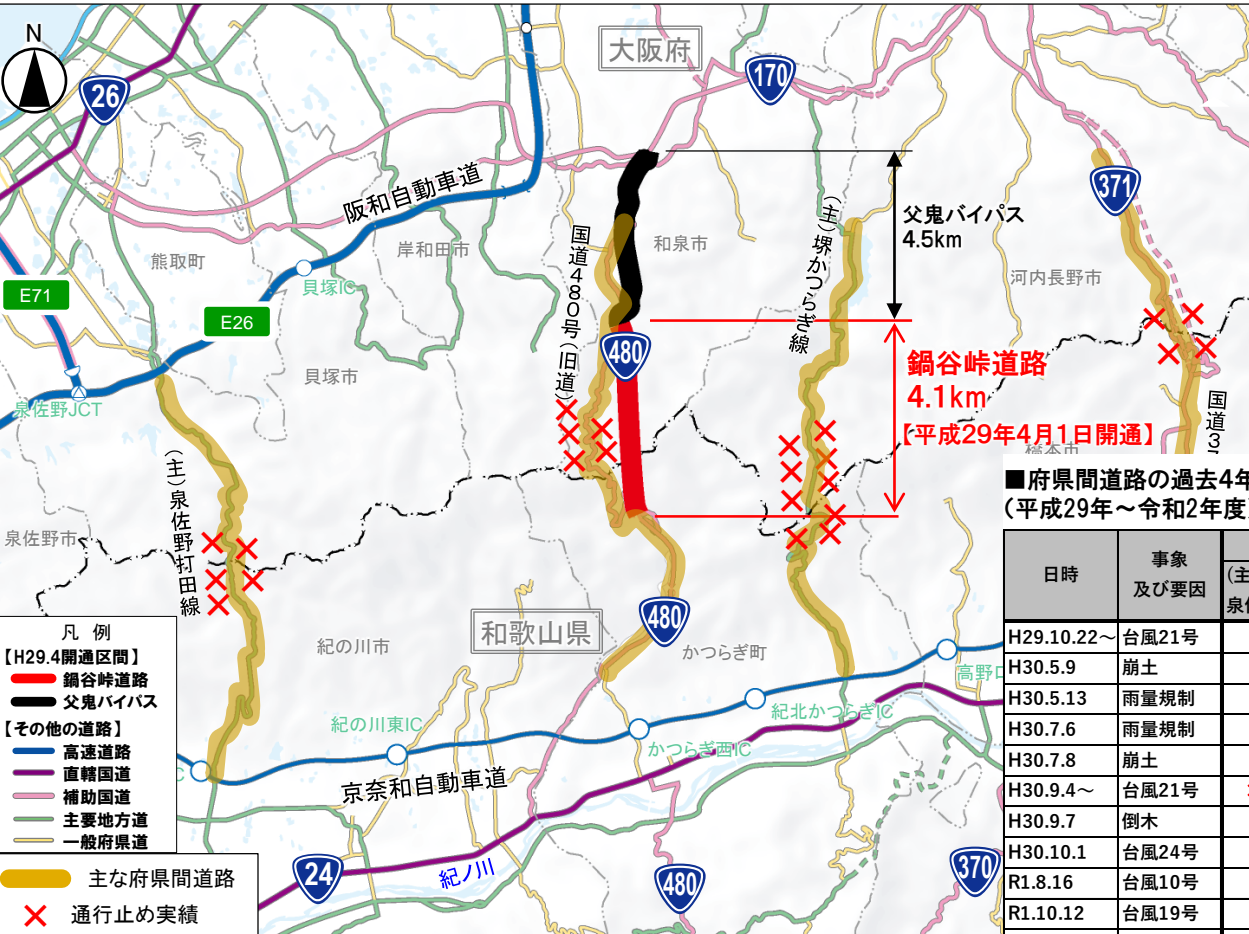 N
大阪府
26
170
阪和自動車道
371
父鬼バイパス
4.5km
国道480号(旧道)
和泉市
(主)堺かつらぎ線
岸和田市
熊取町
河内長野市
貝塚IC
E71
E26
480
鍋谷峠道路
4.1km
【平成29年4月1日開通】
貝塚市
泉佐野JCT
国道3
橋本市
(主)泉佐野打田線
泉佐野市
■府県間道路の過去4年
(平成29年～令和2年度
日時
事象
及び要因
(主
H29.10.22～ 台風21号
H30.5.9 崩土
H30.5.13 雨量規制
H30.7.6 雨量規制
H30.7.8 崩土
H30.9.4～ 台風21号
H30.9.7 倒木
H30.10.1 台風24号
R1.8.16 台風10号
R1.10.12 台風19号
和歌山県
480
紀の川市
かつらぎ町
高野口
紀の川東IC
紀北かつらぎIC
かつらぎ西IC
京奈和自動車道
C
24
紀ノ川
480
370
凡 例
【H29.4開通区間】
鍋谷峠道路
父鬼バイパス
【その他の道路】
高速道路
直轄国道
補助国道
主要地方道
一般府県道
主な府県間道路
通行止め実績